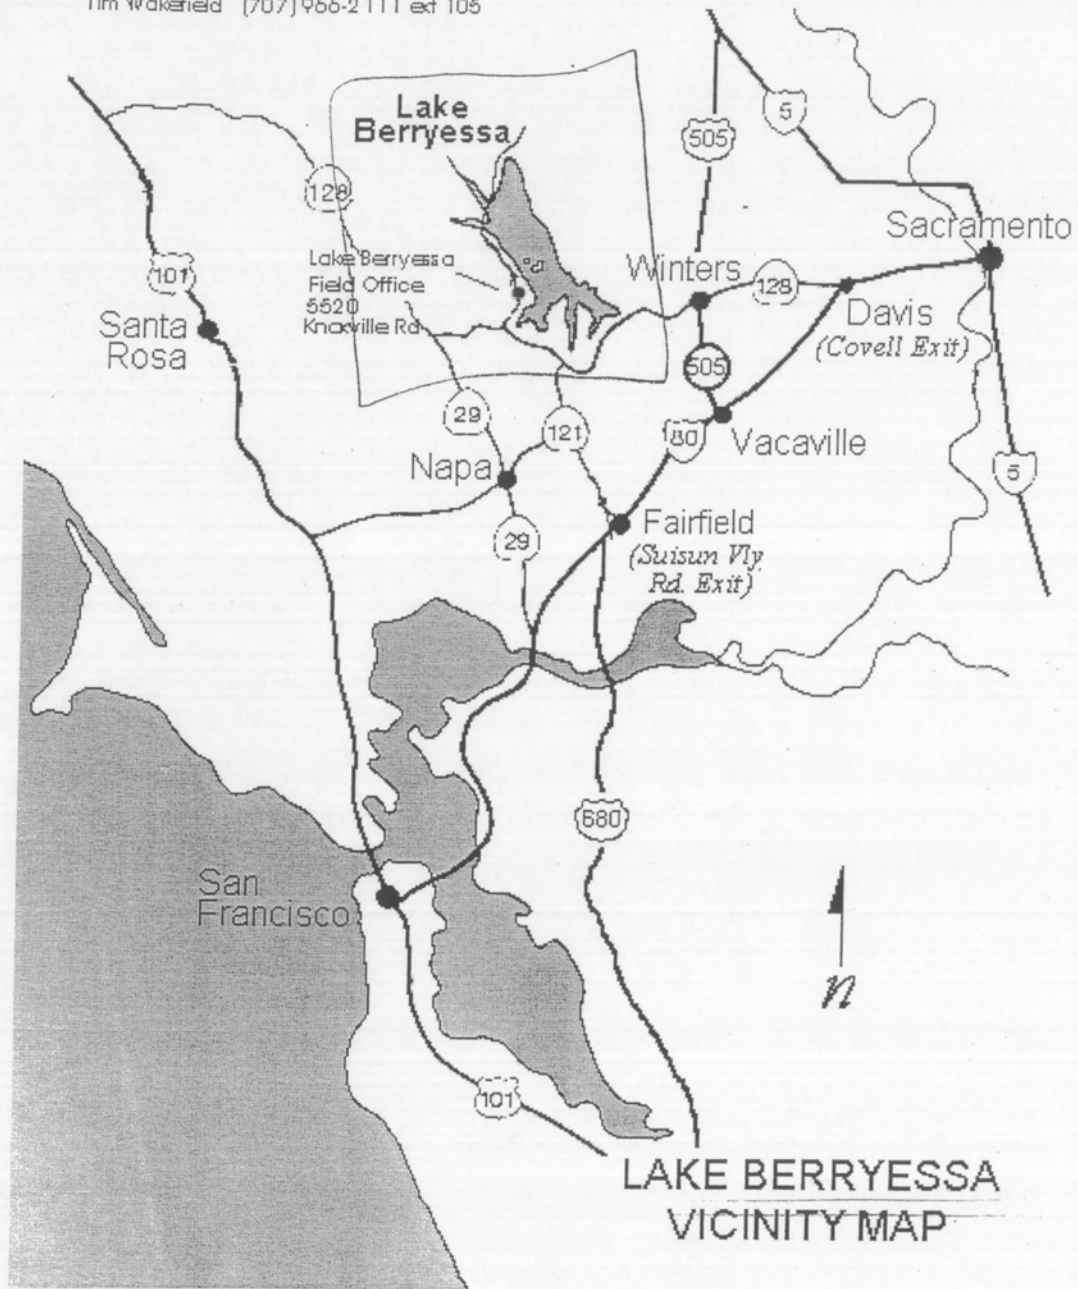 Tim Wakefield (707) 966-2111 ext 105
Lake
Berryessa
5
505
128
Sacramento
Lake Berryessa
Field Office
5520
Knoxville Rd
Winters
128
101
Santa
Rosa
Davis
(Covell Exit)
505
29
121
80
Vacaville
Napa
5
29
Fairfield
(Suisun Vly
Rd. Exit)
680
San
Francisco
n
101
LAKE BERRYESSA
VICINITY MAP